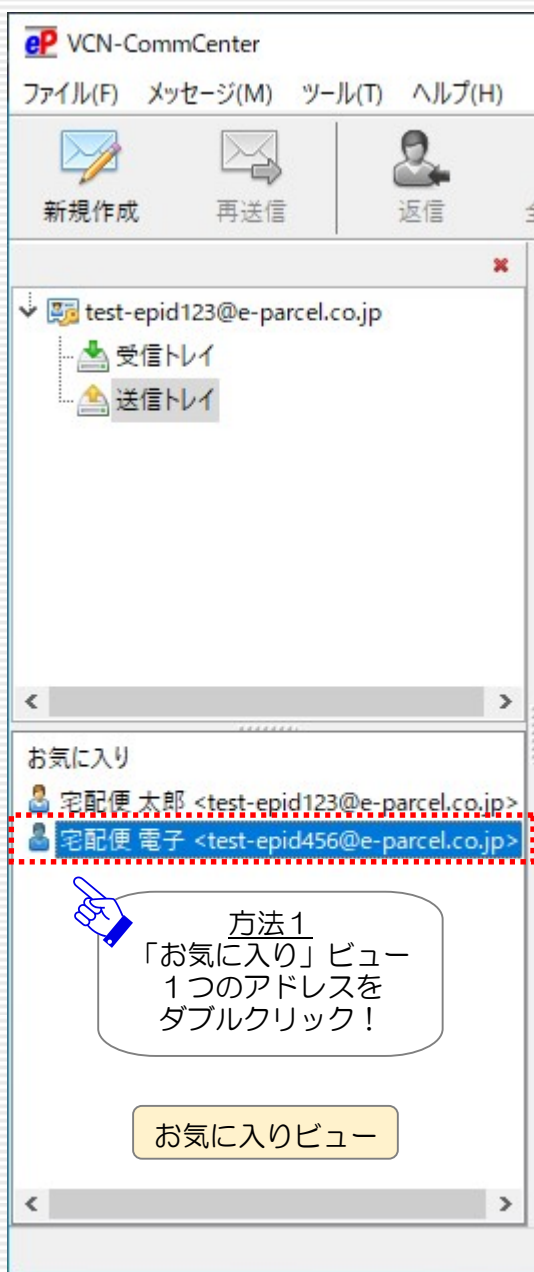 eP VCN-CommCenter
ファイル(F) メッセージ(M) ツール(T) ヘルプ(H)
新規作成 再送信 返信
test-epid123@e-parcel.co.jp
受信トレイ
送信トレイ
お気に入り
宅配便 太郎 <test-epid123@e-parcel.co.jp>
宅配便 電子 <test-epid456@e-parcel.co.jp>
方法１
「お気に入り」ビュー
１つのアドレスを
ダブルクリック！
お気に入りビュー